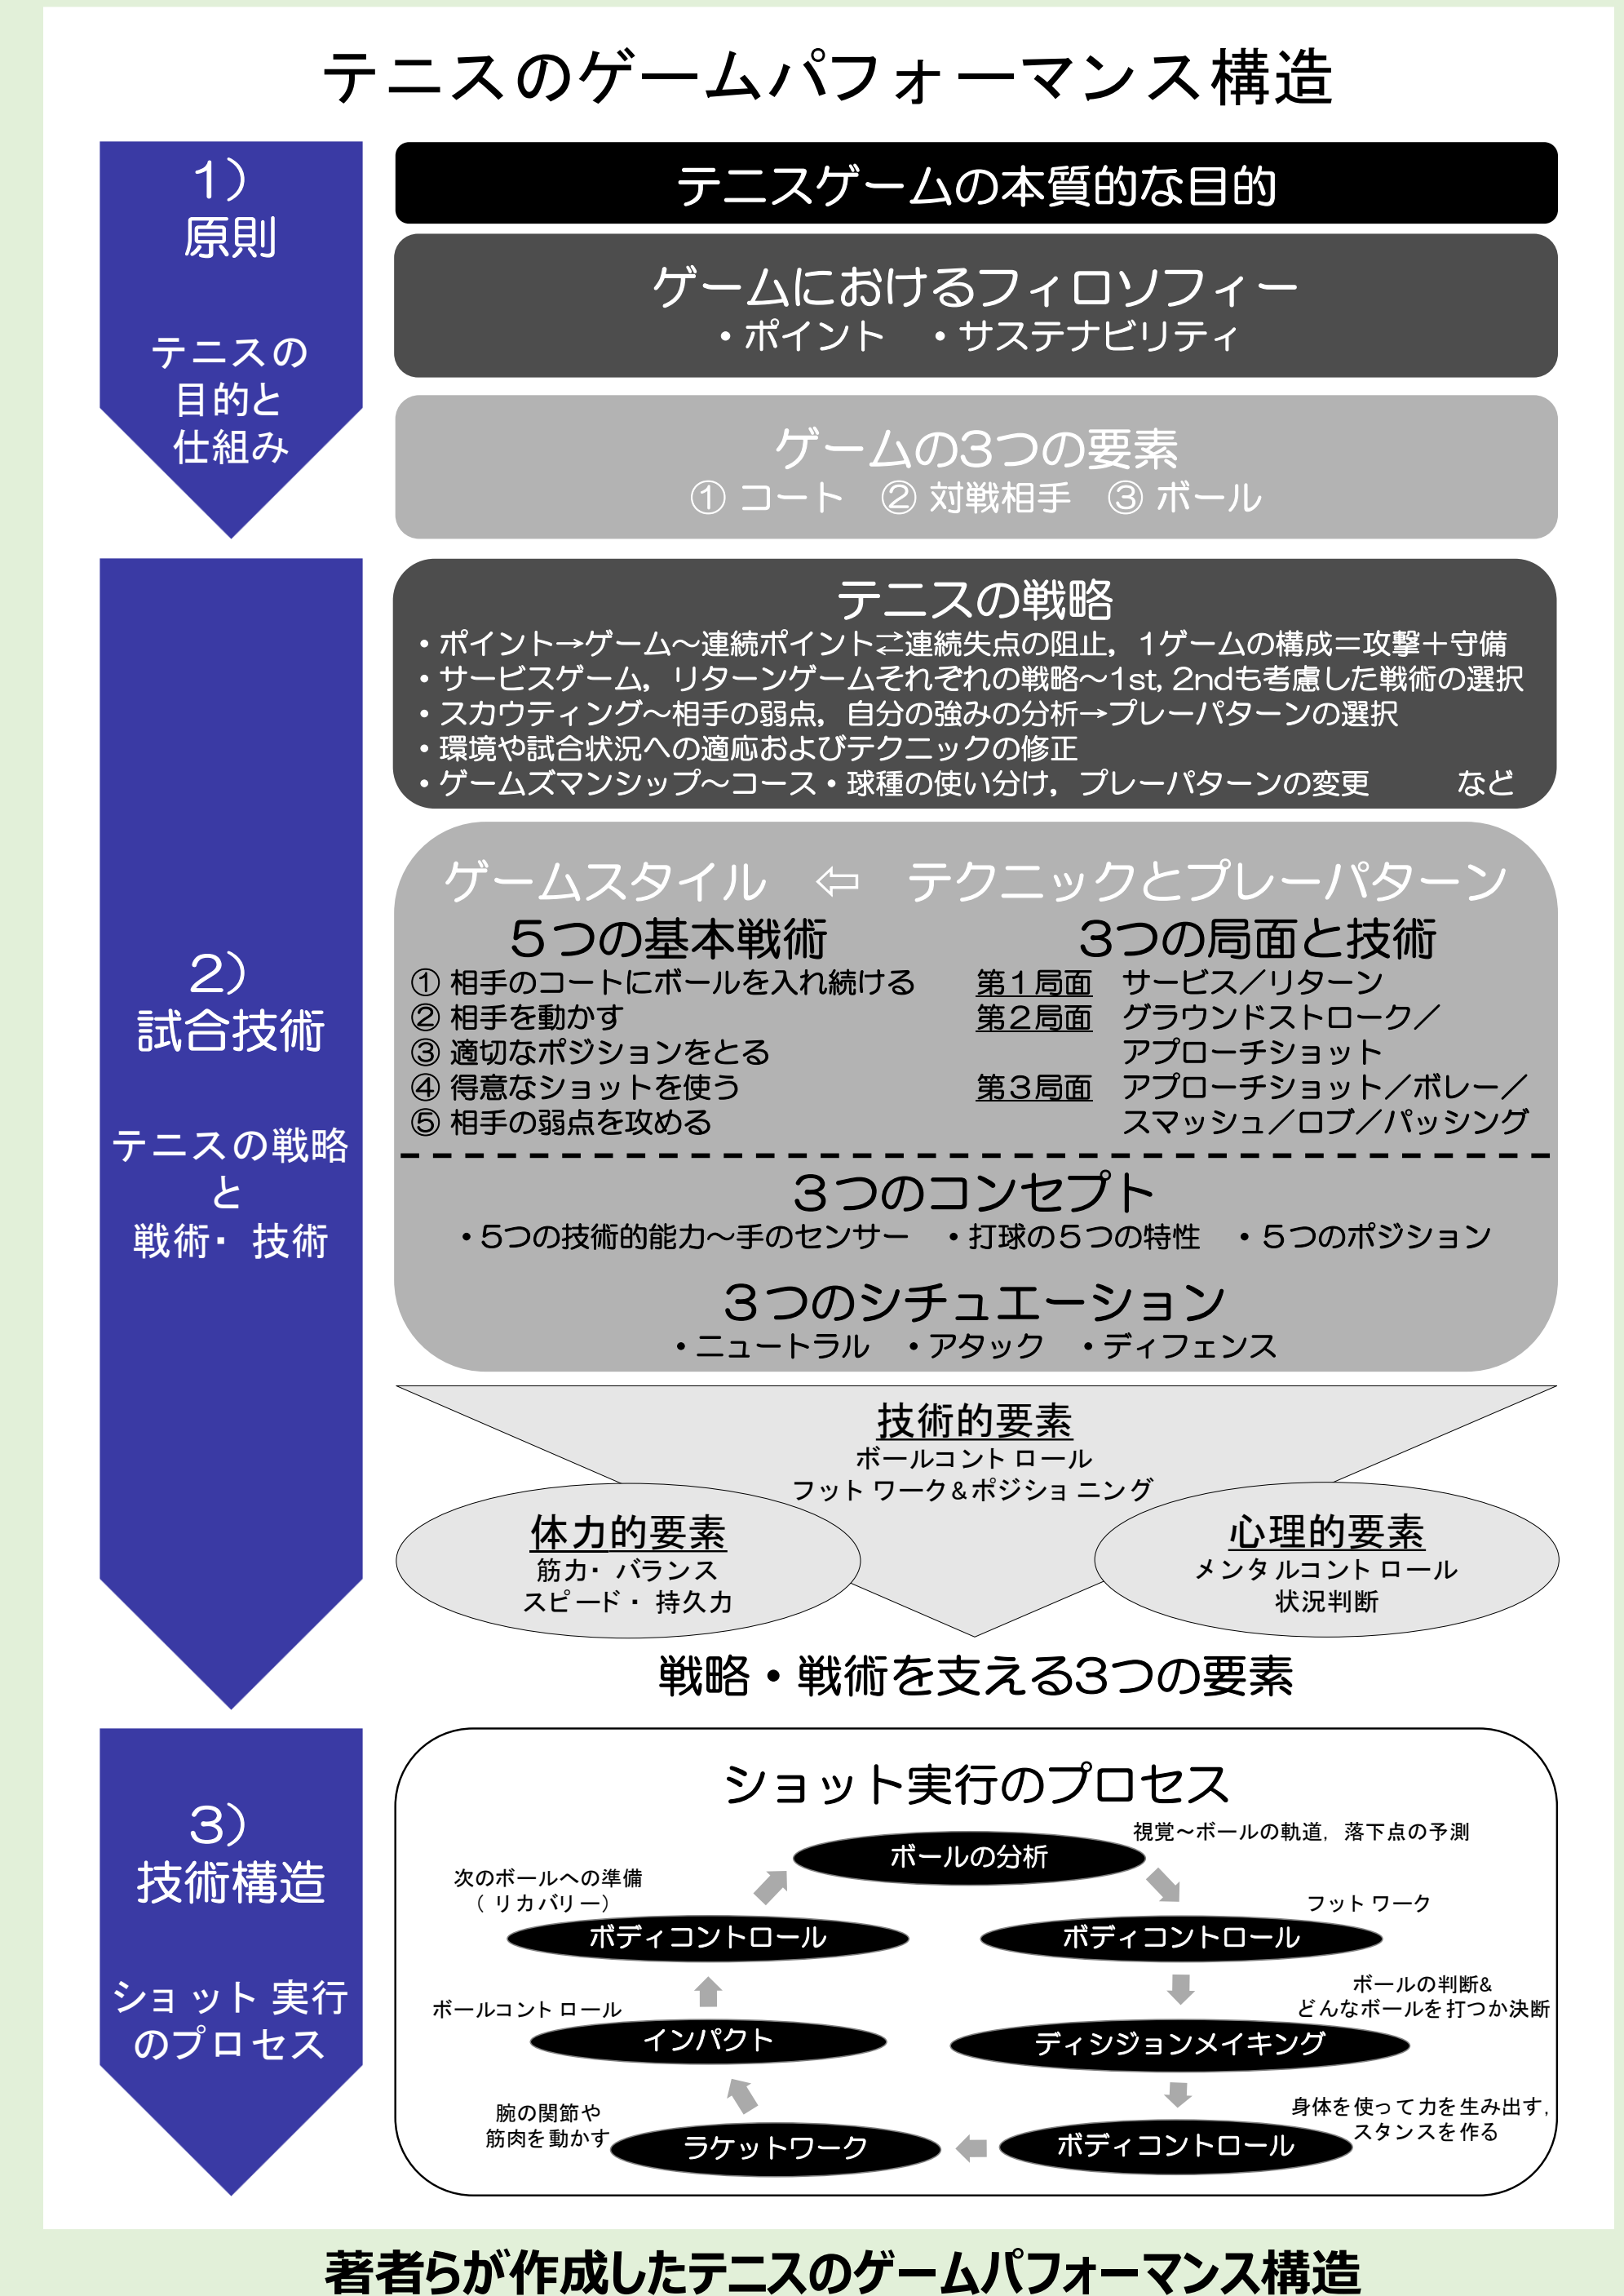 テニスのゲームパフォーマンス構造
1）
原則
テニスの
目的と
仕組み
テニスゲームの本質的な目的
ゲームにおけるフィロソフィー
・ポイント　・サステナビリティ
ゲームの3つの要素
① コート　② 対戦相手　③ ボール
2）
試合技術
テニスの戦略
と
戦術・技術
テニスの戦略
・ポイント→ゲーム～連続ポイント⇄連続失点の阻止，1ゲームの構成＝攻撃＋守備
・サービスゲーム，リターンゲームそれぞれの戦略～1st, 2ndも考慮した戦術の選択
・スカウティング～相手の弱点，自分の強みの分析→プレーパターンの選択
・環境や試合状況への適応およびテクニックの修正
・ゲームズマンシップ～コース・球種の使い分け，プレーパターンの変更　　　など
ゲームスタイル　⇦　テクニックとプレーパターン
５つの基本戦術
① 相手のコートにボールを入れ続ける
② 相手を動かす
③ 適切なポジションをとる
④ 得意なショットを使う
⑤ 相手の弱点を攻める
3つの局面と技術
第１局面　サービス／リターン
第２局面　グラウンドストローク／
アプローチショット
第３局面　アプローチショット／ボレー／
スマッシュ／ロブ／パッシング
３つのコンセプト
・5つの技術的能力～手のセンサー　・打球の５つの特性　・５つのポジション
３つのシチュエーション
・ニュートラル　・アタック　・ディフェンス
技術的要素
ボールコントロール
フットワーク＆ポジショニング
体力的要素
筋力・バランス
スピード・持久力
心理的要素
メンタルコントロール
状況判断
戦略・戦術を支える3つの要素
3）
技術構造
ショット実行
のプロセス
ショット実行のプロセス
ボールの分析
視覚～ボールの軌道，落下点の予測
ボディコントロール
フットワーク
ディシジョンメイキング
ボールの判断&
どんなボールを打つか決断
ボディコントロール
身体を使って力を生み出す，
スタンスを作る
ラケットワーク
腕の関節や
筋肉を動かす
インパクト
ボールコントロール
ボディコントロール
次のボールへの準備
（リカバリー）
著者らが作成したテニスのゲームパフォーマンス構造